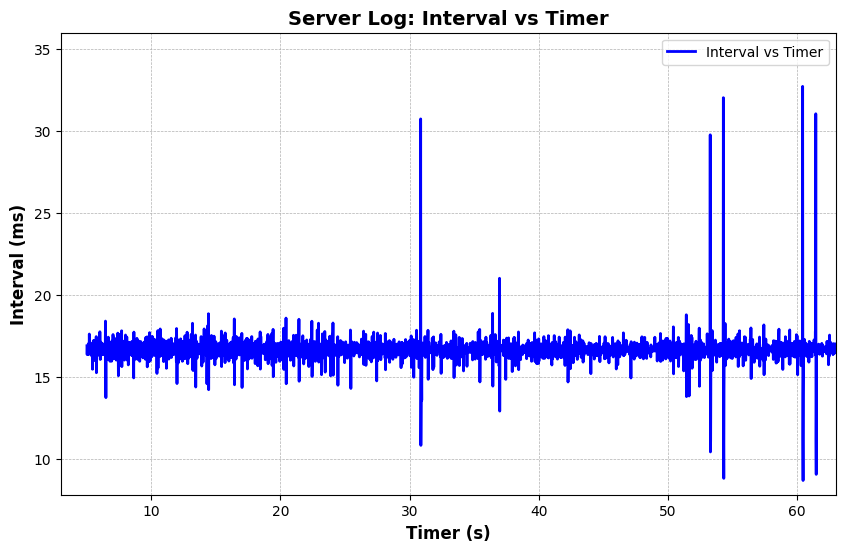 Server Log: Interval vs Timer
Interval vs Timer
35
30
25
20
15
10
Interval (ms)
10 20 30 40 50 60
Timer (s)